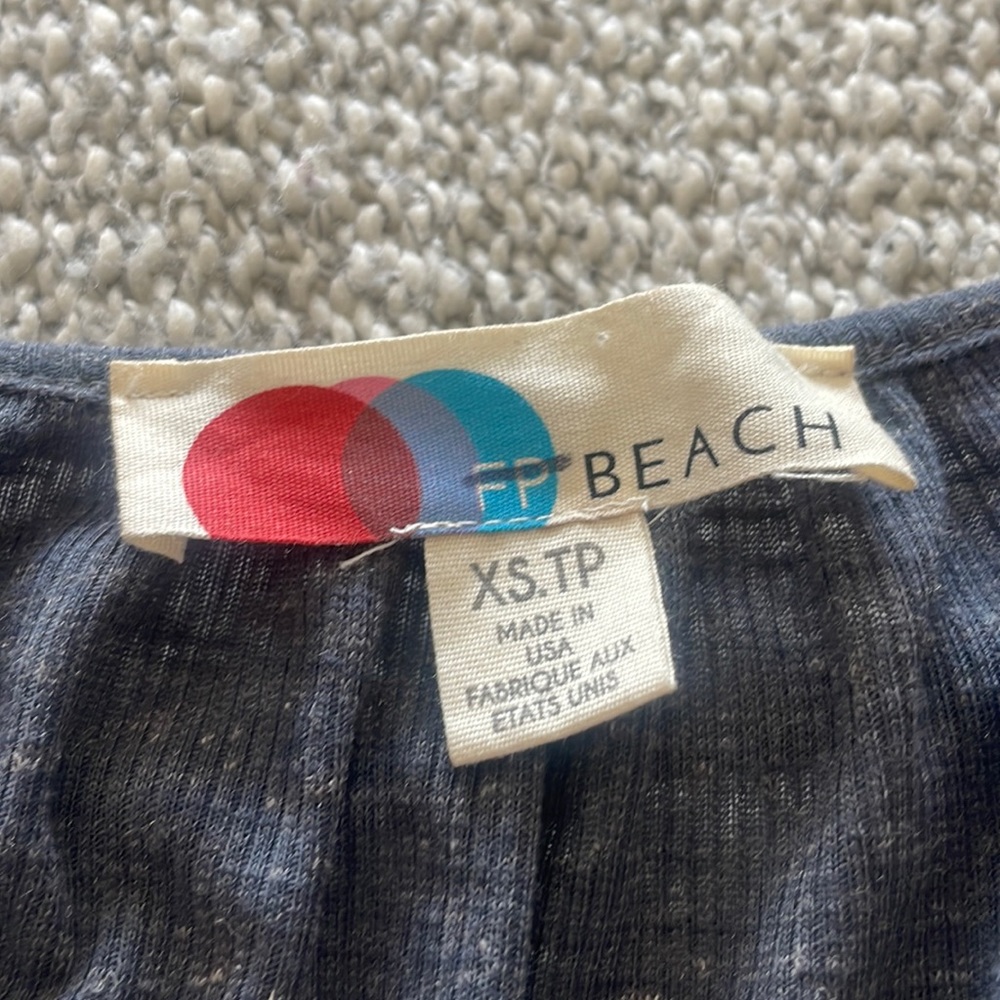 FP BEACH
XS.TP
MADE IN
USA
FABRIQUE AUX
ETATS UNIS